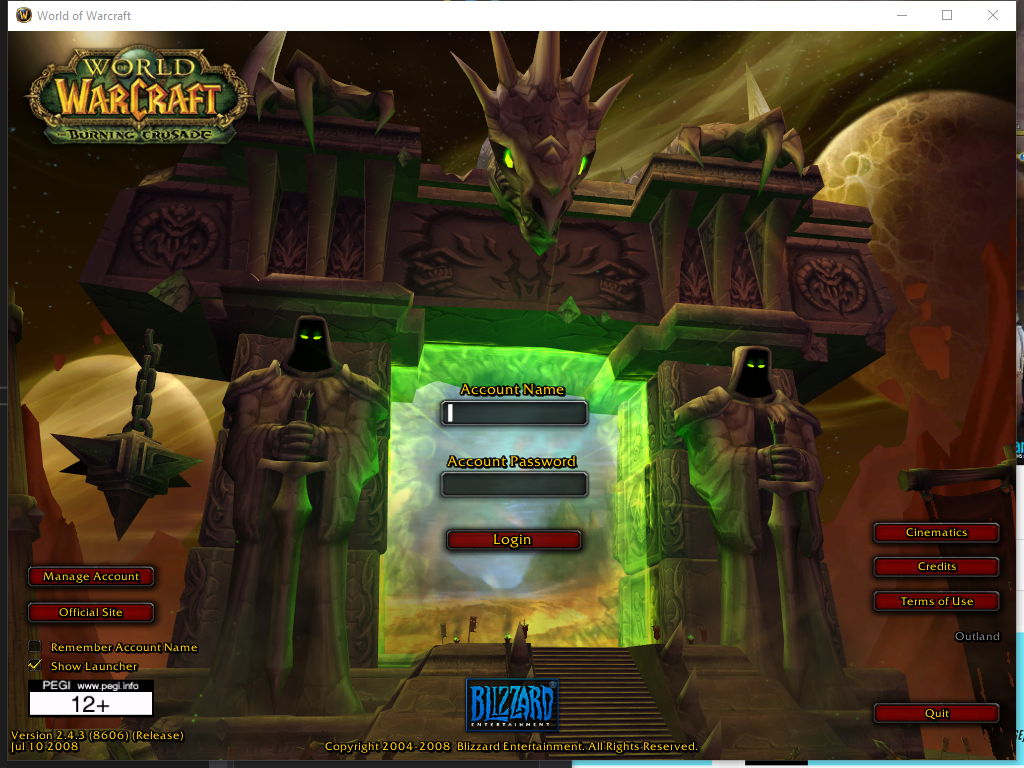 World of Warcraft
WORLD
WARCRAFT
BURNING CRUSADE
Account Name
Account Password
Login
Cinematics
Credits
Terms of Use
Outland
Manage Account
Official Site
Remember Account Name
Show Launcher
PEGI www.pegi.info
12+
BLIZZARD®
ENTERTAINMENT
Quit
Version 2.4.3 (8606) (Release)
Jul 10 2008
Copyright 2004-2008 Blizzard Entertainment. All Rights Reserved.